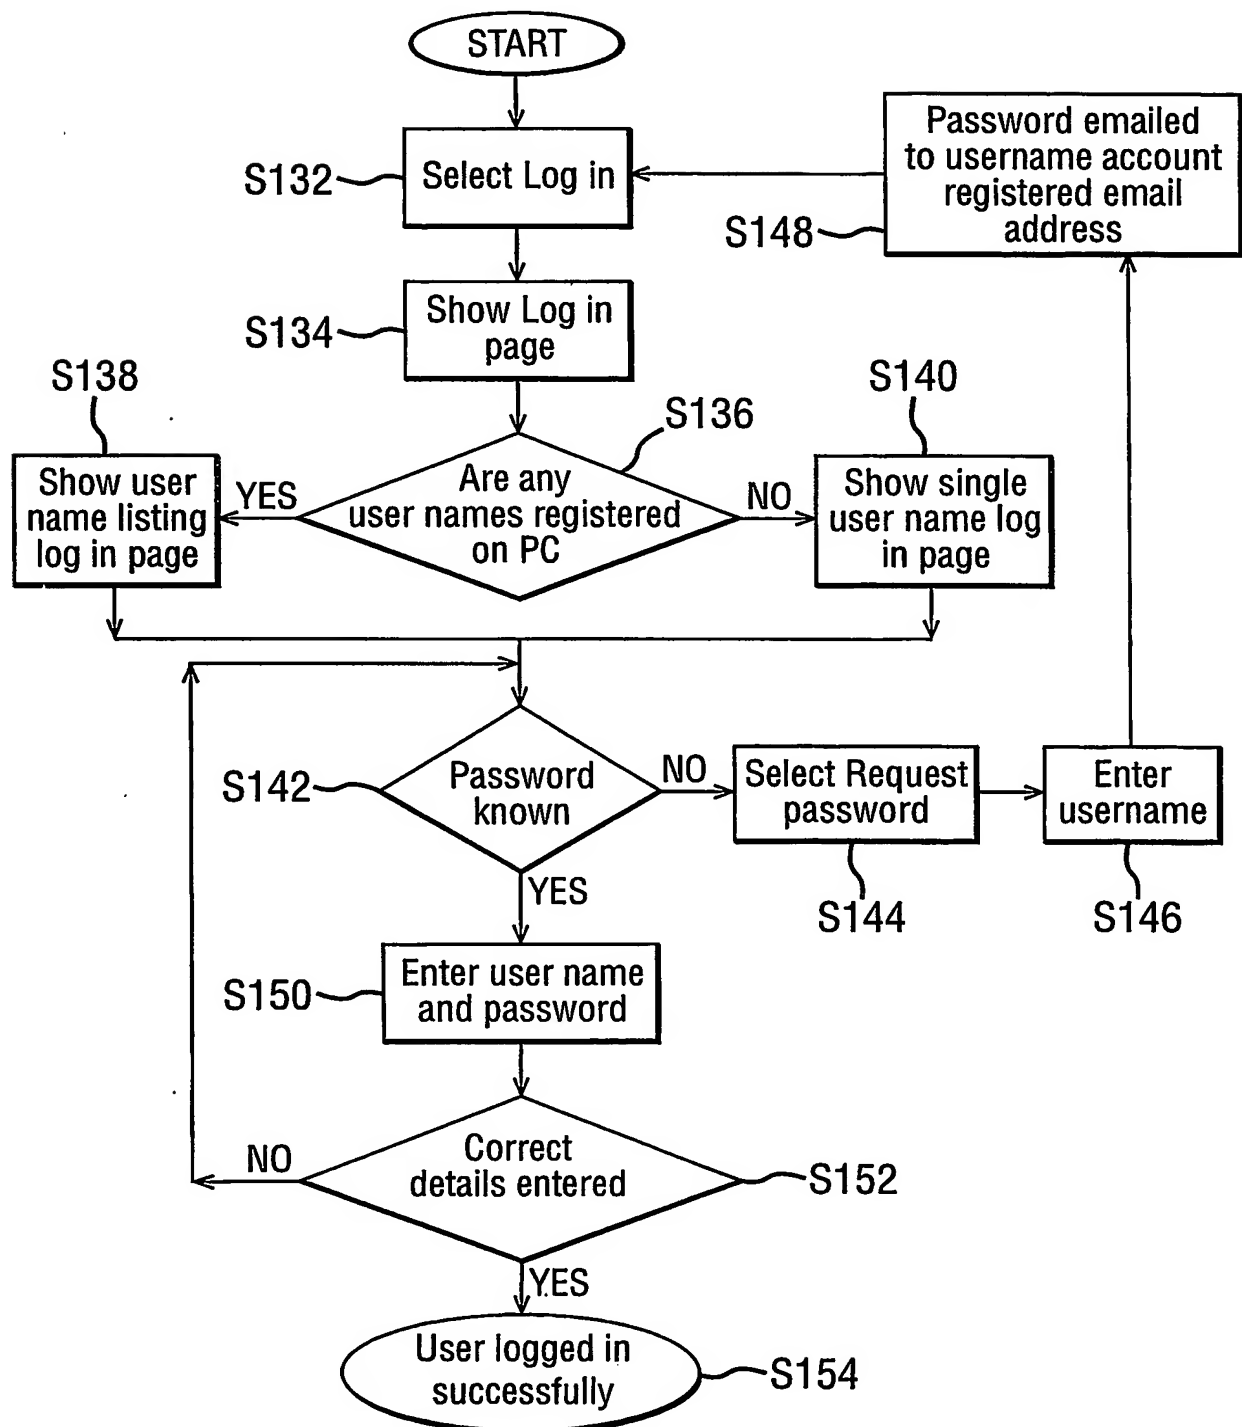 START
Select Log in
S132
Password emailed
to username account
registered email
address
S148
Show Log in
page
S134
S138
S136
S140
Show user
name listing
log in page
YES
Are any
user names registered
on PC
NO
Show single
user name log
in page
S142
Password
known
NO
Select Request
password
Enter
username
S144
S146
YES
S150
Enter user name
and password
NO
Correct
details entered
S152
YES
User logged in
successfully
S154